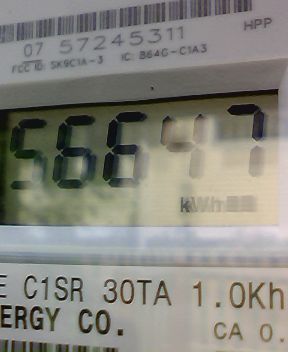 07 57245311 HPP
FCC ID: SK9C1A-3 IC: B64G-C1A3
56647
kWh
E C1SR 30TA 1.0Kh
ERGY CO. CA 0.